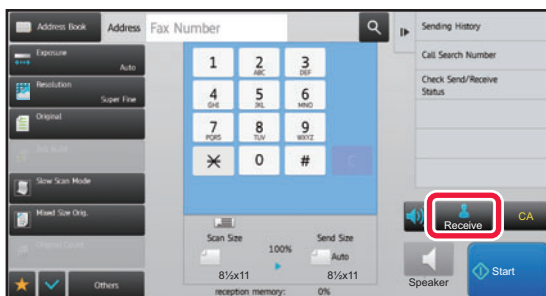 Address Book
Address
Fax Number
Exposure
Auto
Resolution
Super Fine
Original
Slow Scan Mode
Mixed Size Orig.
Others
1
2
ABC
3
DEF
4
GHI
5
JKL
6
MNO
7
PQRS
8
TUV
9
WXYZ
0
#
C
Scan Size
100%
Send Size
Auto
8½x11
8½x11
reception memory:
0%
Sending History
Call Search Number
Check Send/Receive
Status
Receive
CA
Speaker
Start